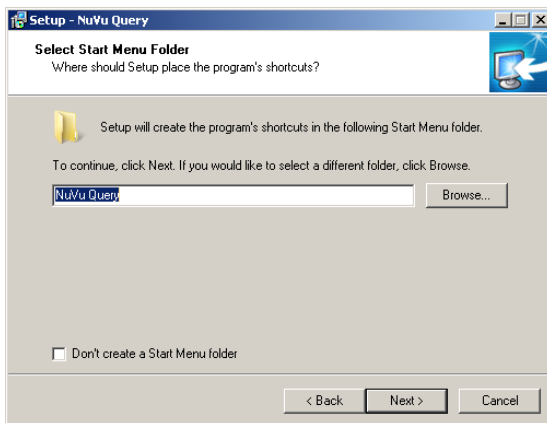 Setup - NuVu Query
Select Start Menu Folder
Where should Setup place the program's shortcuts?
Setup will create the program's shortcuts in the following Start Menu folder.
To continue, click Next. If you would like to select a different folder, click Browse.
NuVu Query
Browse...
Don't create a Start Menu folder
< Back
Next >
Cancel